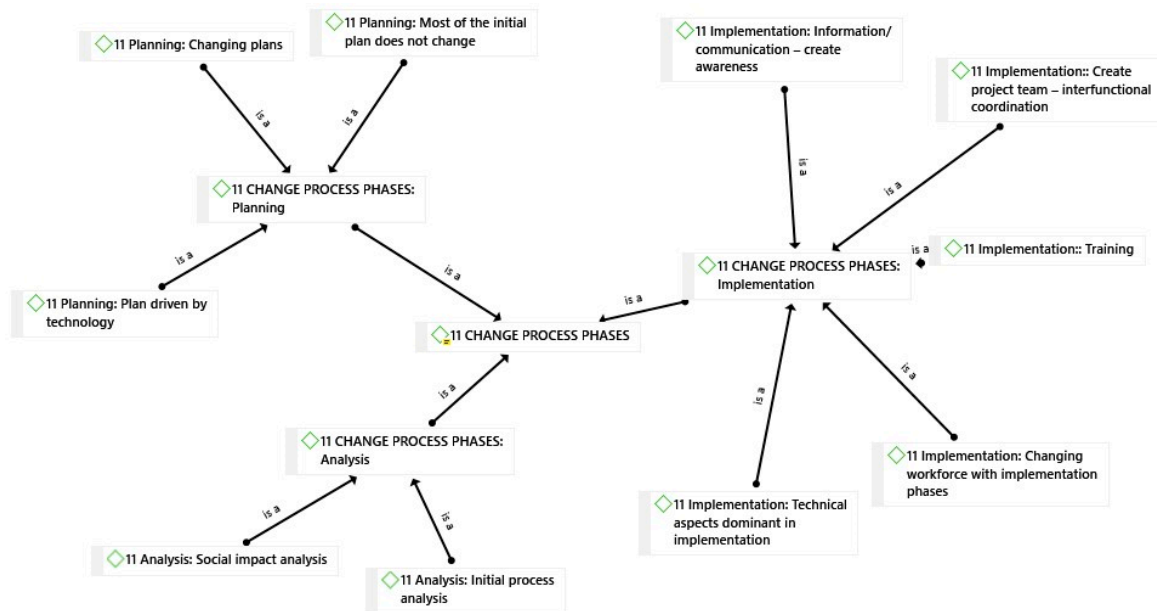 11 Planning: Changing plans
11 Planning: Most of the initial
plan does not change
11 Implementation: Information/
communication – create
awareness
11 Implementation:: Create
project team – interfunctional
coordination
is a
is a
is a
is a
11 CHANGE PROCESS PHASES:
Planning
is a
11 Implementation:: Training
is a
is a
11 CHANGE PROCESS PHASES:
Implementation
11 Planning: Plan driven by
technology
is a
11 CHANGE PROCESS PHASES
is a
is a
is a
11 CHANGE PROCESS PHASES:
Analysis
11 Implementation: Changing
workforce with implementation
phases
11 Implementation: Technical
aspects dominant in
implementation
is a
is a
11 Analysis: Social impact analysis
11 Analysis: Initial process
analysis